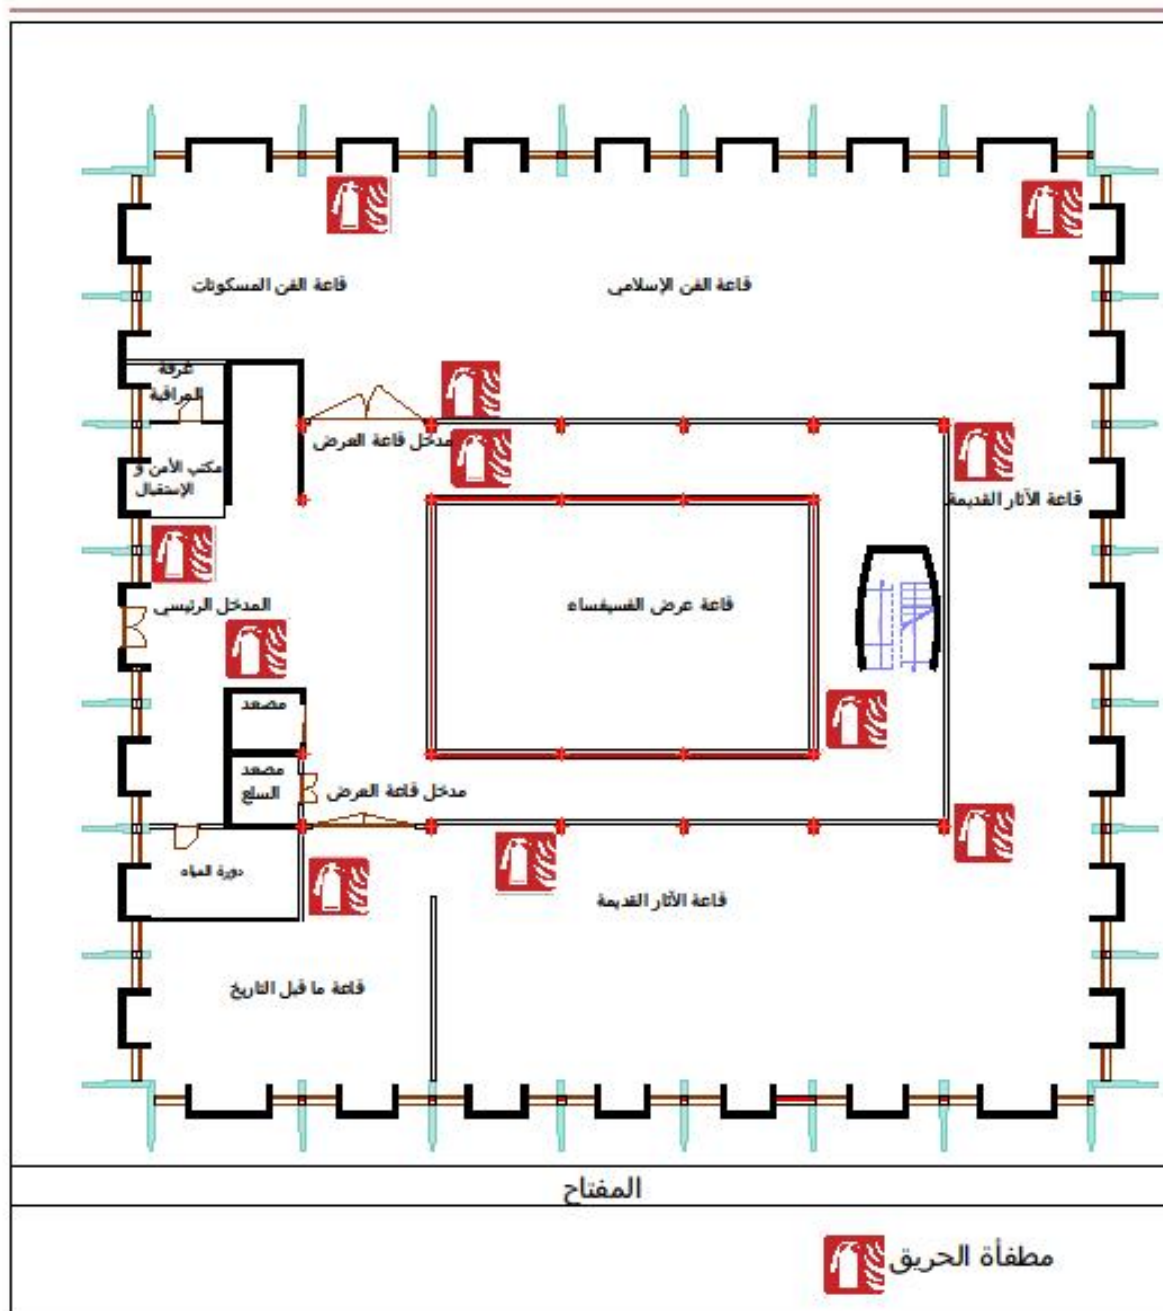 قاعة الفن الإسلامي
قاعة الفن المسكوتات
غرفة
المراقبة
مدخل قاعة العرض
مكتب الأمن و
الإستقبال
قاعة الآثار القديمة
المدخل الرئيسي
قاعة عرض الفسيفساء
مصعد
مصعد
السلع
مدخل قاعة العرض
دورة المياه
قاعة الآثار القديمة
قاعة ما قبل التاريخ
المفتاح
مطفأة الحريق